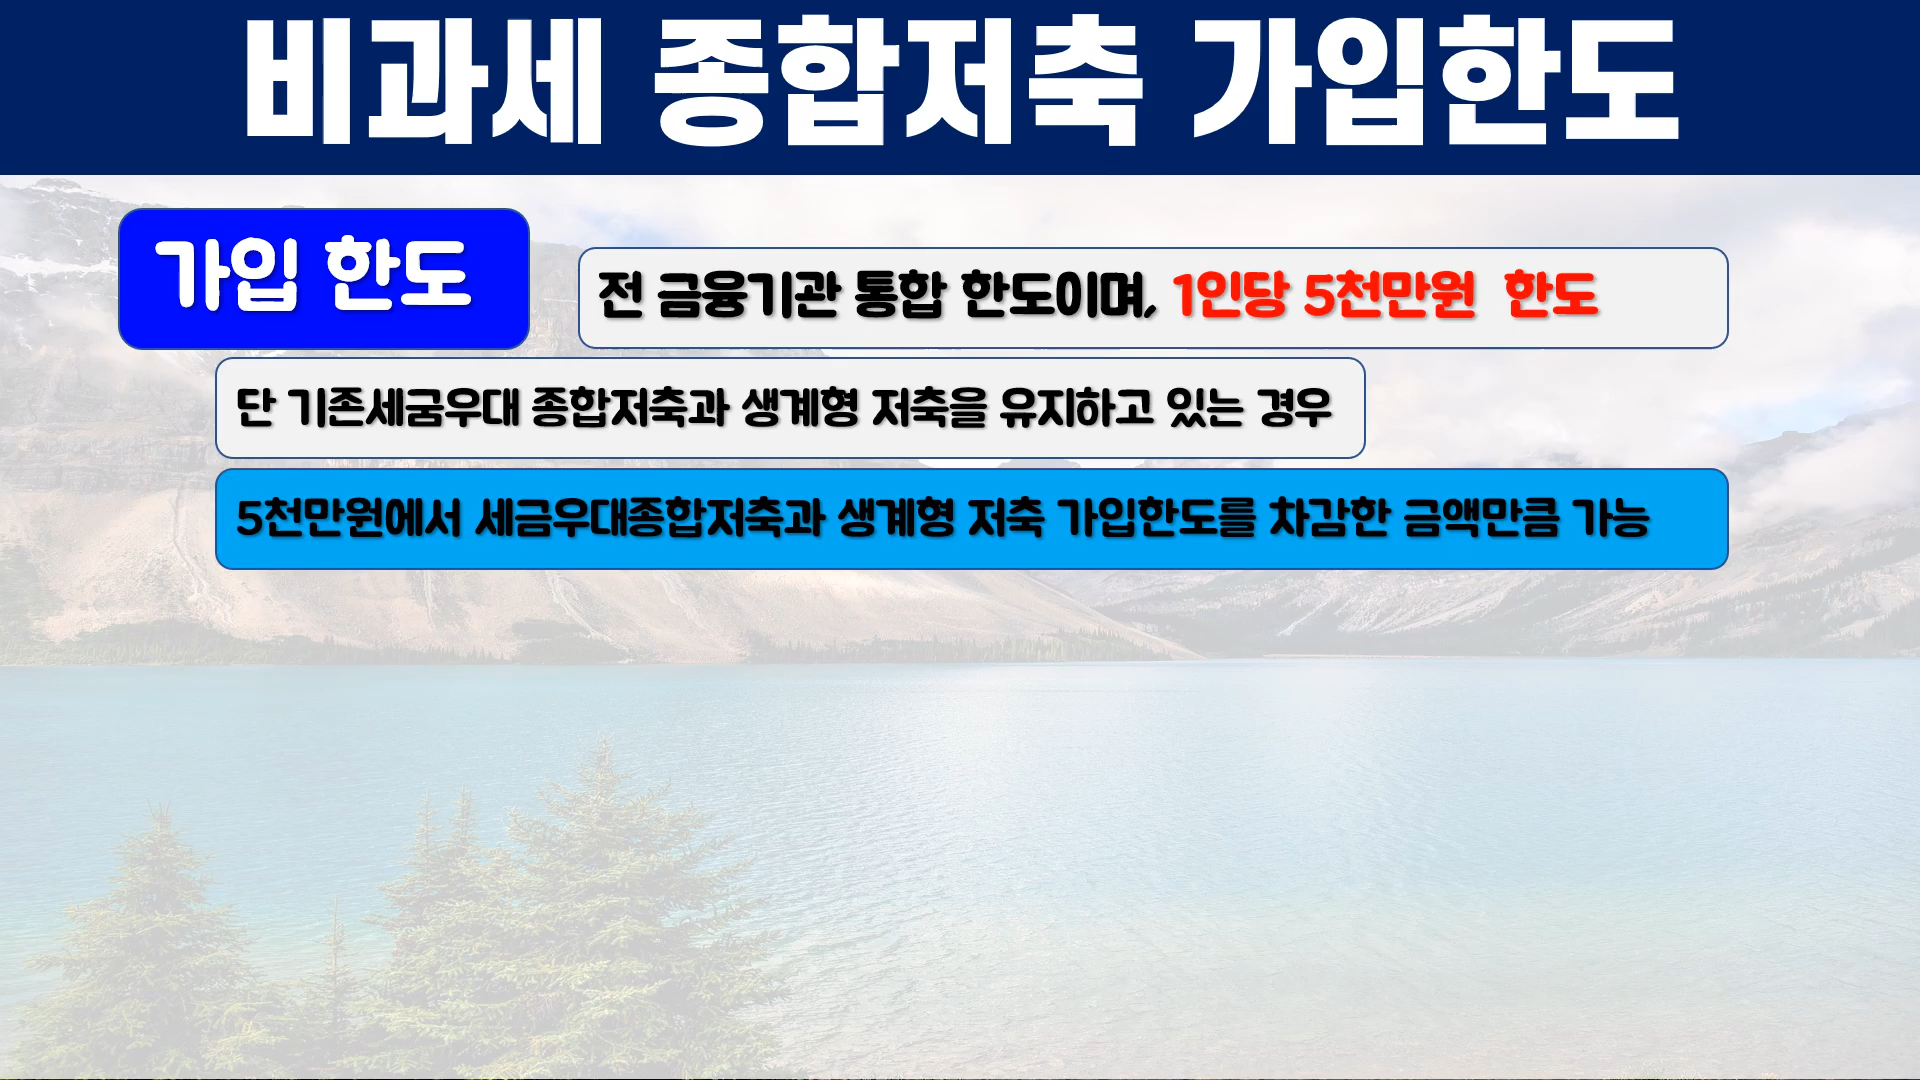 비과세 종합저축 가입한도
가입 한도
전 금융기관 통합 한도이며, 1인당 5천만원 한도
단 기존세굼우대 종합저축과 생계형 저축을 유지하고 있는 경우
5천만원에서 세금우대종합저축과 생계형 저축 가입한도를 차감한 금액만큼 가능